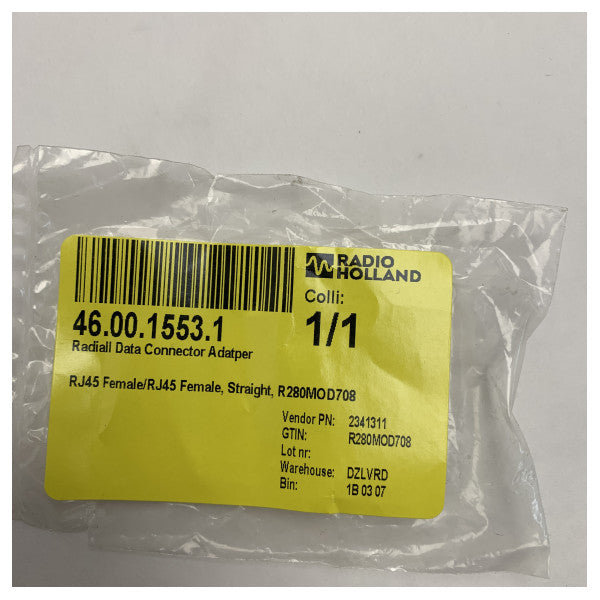 RADIO
HOLLAND
Colli:
1/1
46.00.1553.1
Radiall Data Connector Adatper
RJ45 Female/RJ45 Female, Straight, R280MOD708
Vendor PN: 2341311
GTIN: R280MOD708
Lot nr:
Warehouse: DZLVRD
Bin: 1B 03 07